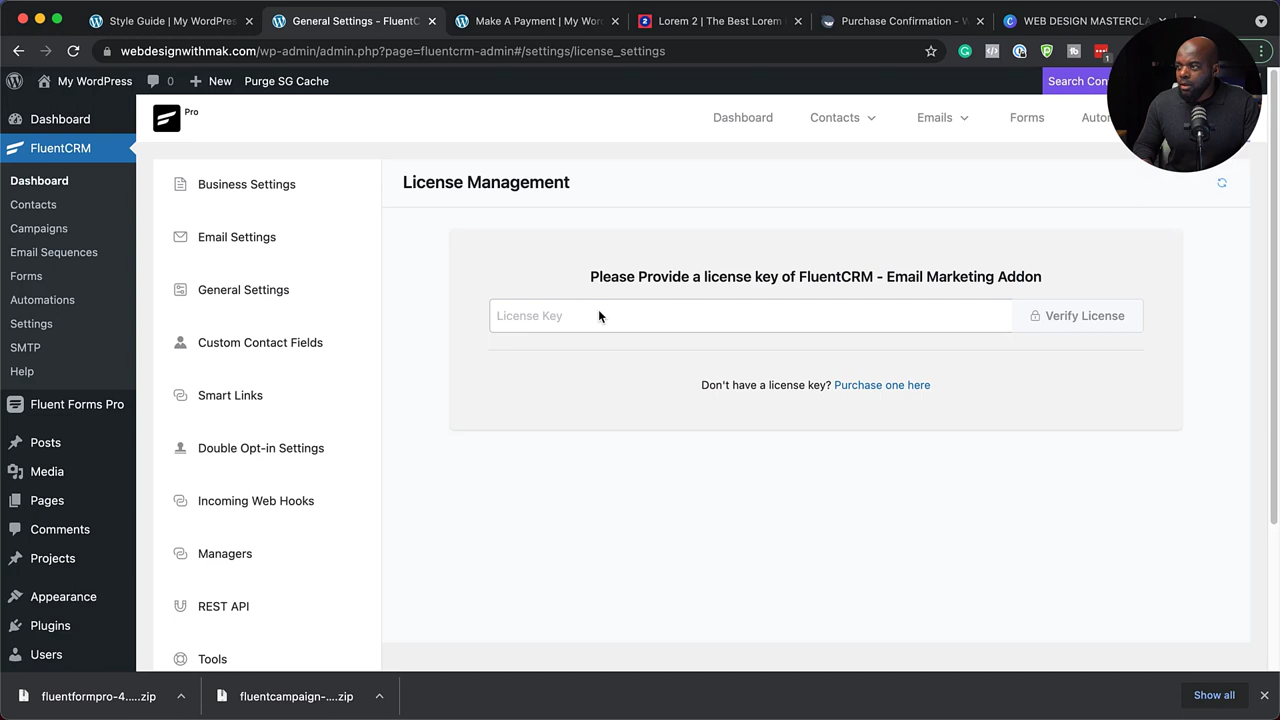 Style Guide | My WordPres
General Settings - FluentC
Make A Payment | My Wo
Lorem 2 | The Best Lorem
Purchase Confirmation - W
WEB DESIGN MASTERCLA
webdesignwithmak.com/wp-admin/admin.php?page=fluentcrm-admin#/settings/license_settings
1
My WordPress
0
New
Purge SG Cache
Search Con
Dashboard
FluentCRM
Dashboard
Contacts
Campaigns
Email Sequences
Forms
Automations
Settings
SMTP
Help
Fluent Forms Pro
Posts
Media
Pages
Comments
Projects
Appearance
Plugins
Users
Pro
Dashboard
Contacts
Emails
Forms
Autor
Business Settings
Email Settings
General Settings
Custom Contact Fields
Smart Links
Double Opt-in Settings
Incoming Web Hooks
Managers
REST API
Tools
License Management
Please Provide a license key of FluentCRM - Email Marketing Addon
License Key
Verify License
Don't have a license key? Purchase one here
fluentformpro-4.....zip
fluentcampaign-....zip
Show all